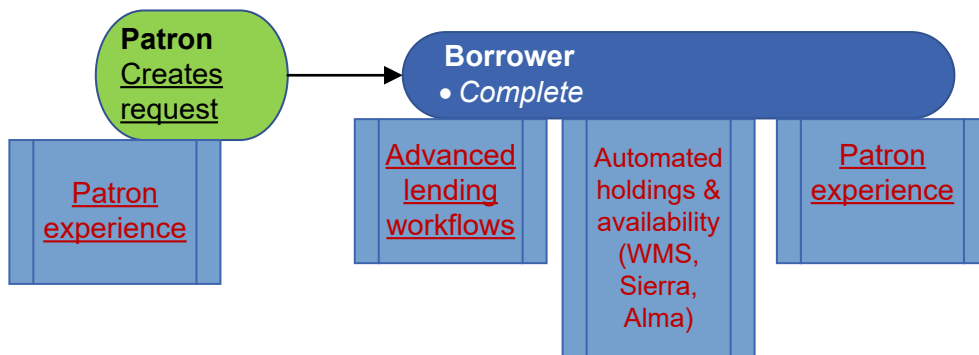 Patron
Creates
request
Borrower
• Complete
Patron
experience
Advanced
lending
workflows
Automated
holdings &
availability
(WMS,
Sierra,
Alma)
Patron
experience